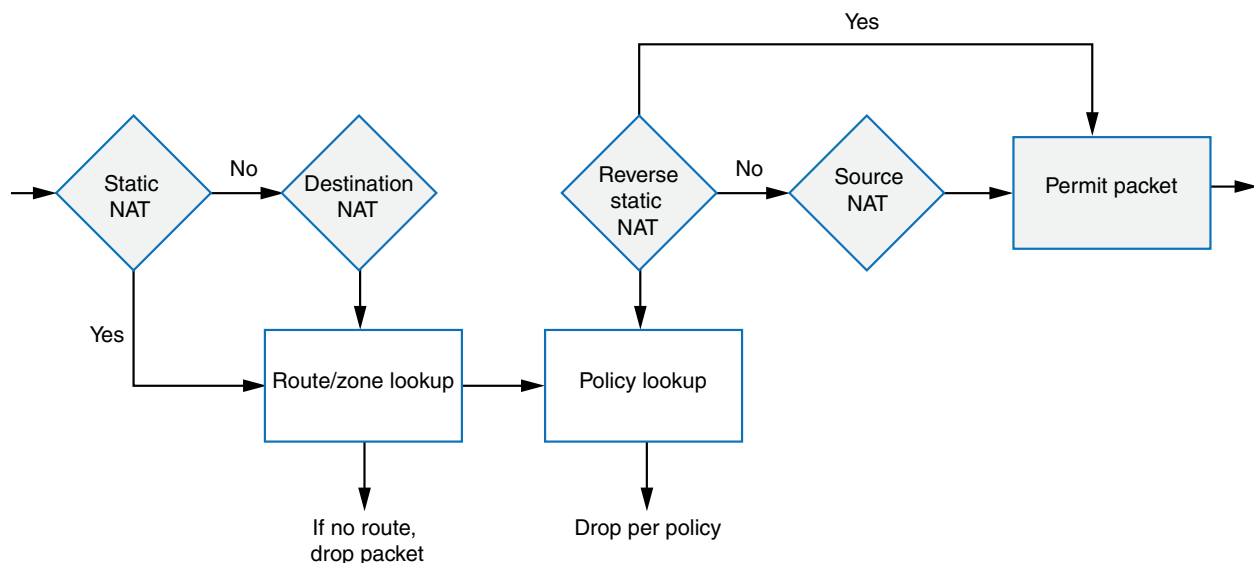 Yes
Static
NAT
No
Destination
NAT
Reverse
static
NAT
No
Source
NAT
Permit packet
Yes
Route/zone lookup
Policy lookup
If no route,
drop packet
Drop per policy